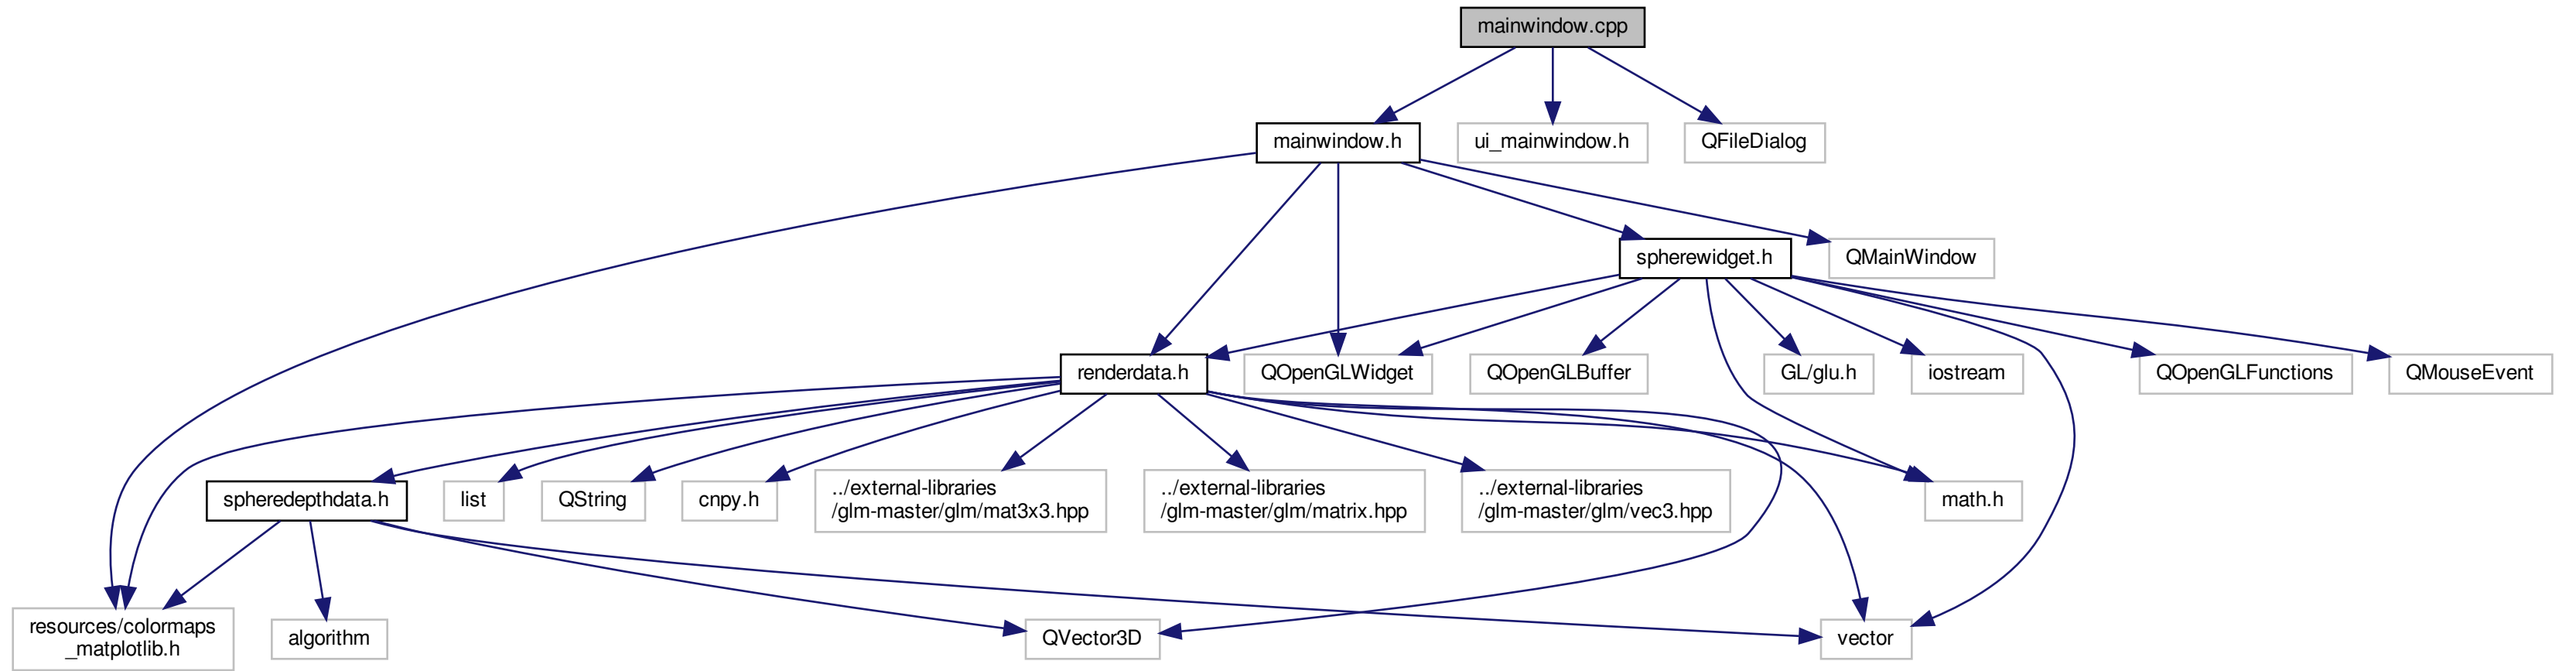 mainwindow.cpp
mainwindow.h
ui_mainwindow.h
QFileDialog
spherewidget.h
QMainWindow
renderdata.h
QOpenGLWidget
QOpenGLBuffer
GL/glu.h
iostream
QOpenGLFunctions
QMouseEvent
spheredepthdata.h
list
QString
cnpy.h
../external-libraries
/glm-master/glm/mat3x3.hpp
../external-libraries
/glm-master/glm/matrix.hpp
../external-libraries
/glm-master/glm/vec3.hpp
math.h
resources/colormaps
_matplotlib.h
algorithm
QVector3D
vector